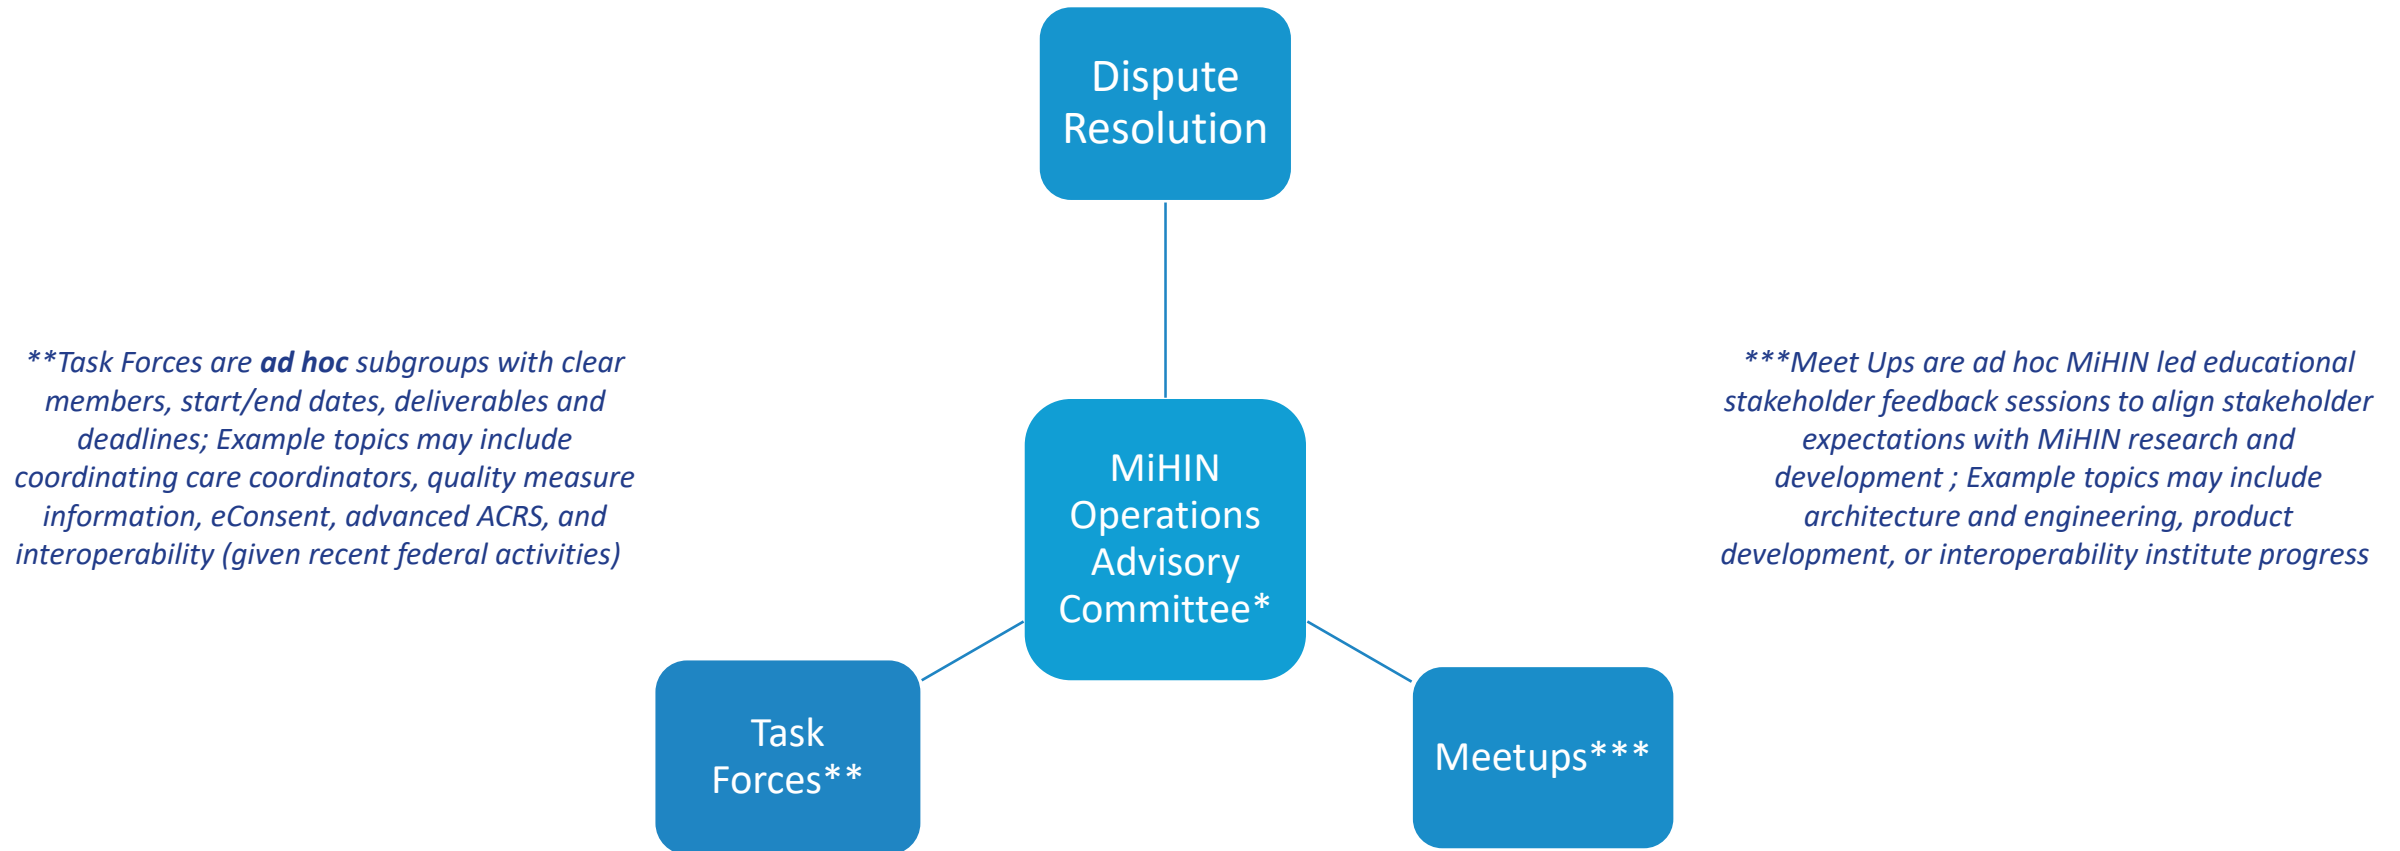 Dispute
Resolution
**Task Forces are ad hoc subgroups with clear
members, start/end dates, deliverables and
deadlines; Example topics may include
coordinating care coordinators, quality measure
information, eConsent, advanced ACRS, and
interoperability (given recent federal activities)
***Meet Ups are ad hoc MiHIN led educational
stakeholder feedback sessions to align stakeholder
expectations with MiHIN research and
development ; Example topics may include
architecture and engineering, product
development, or interoperability institute progress
MiHIN
Operations
Advisory
Committee*
Task
Forces**
Meetups***